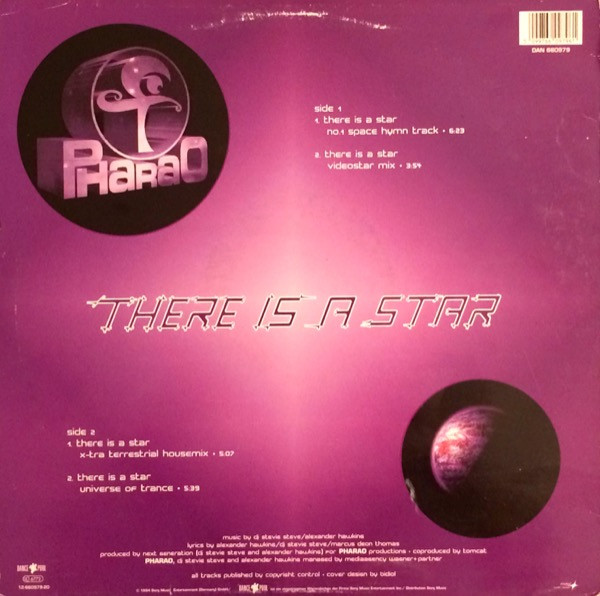 DAN 660979
PHaraO
side 1
1. there is a star
no.1 space hymn track • 6:23
2. there is a star
videostar mix • 3:54
THERE IS A STAR
side 2
1. there is a star
x-tra terrestrial housemix • 5:07
2. there is a star
universe of trance • 5:39
music by dj stevie steve/alexander hawkins
lyrics by alexander hawkins/dj stevie steve/marcus deon thomas
produced by next generation (dj stevie steve and alexander hawkins) for PHARAO productions • coproduced by tomcat.
PHARAO, dj stevie steve and alexander hawkins managed by mediagency wagner+partner
all tracks published by copyright control • cover design by
DANCE POOL